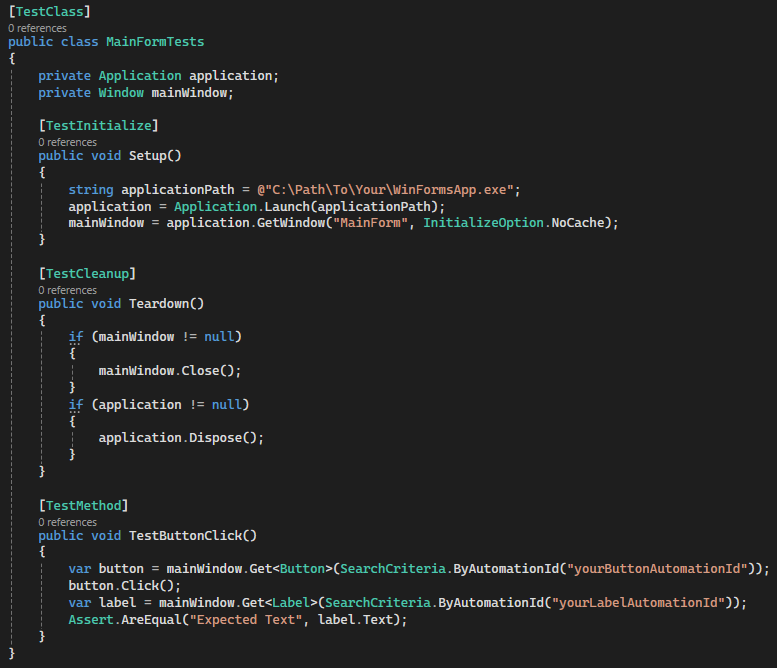 [TestClass]
0 references
public class MainFormTests
{
private Application application;
private Window mainWindow;
[TestInitialize]
0 references
public void Setup()
{
string applicationPath = @"C:\Path\To\Your\WinFormsApp.exe";
application = Application.Launch(applicationPath);
mainWindow = application.GetWindow("MainForm", InitializeOption.NoCache);
}
[TestCleanup]
0 references
public void Teardown()
{
if (mainWindow != null)
{
mainWindow.Close();
}
if (application != null)
{
application.Dispose();
}
}
[TestMethod]
0 references
public void TestButtonClick()
{
var button = mainWindow.Get<Button>(SearchCriteria.ByAutomationId("yourButtonAutomationId"));
button.Click();
var label = mainWindow.Get<Label>(SearchCriteria.ByAutomationId("yourLabelAutomationId"));
Assert.AreEqual("Expected Text", label.Text);
}
}